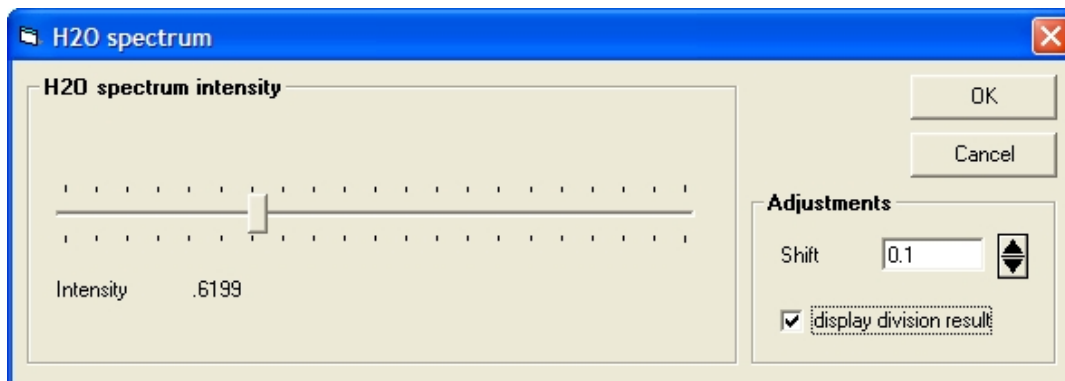 H2O spectrum
H2O spectrum intensity
Intensity .6199
OK
Cancel
Adjustments
Shift 0.1
display division result